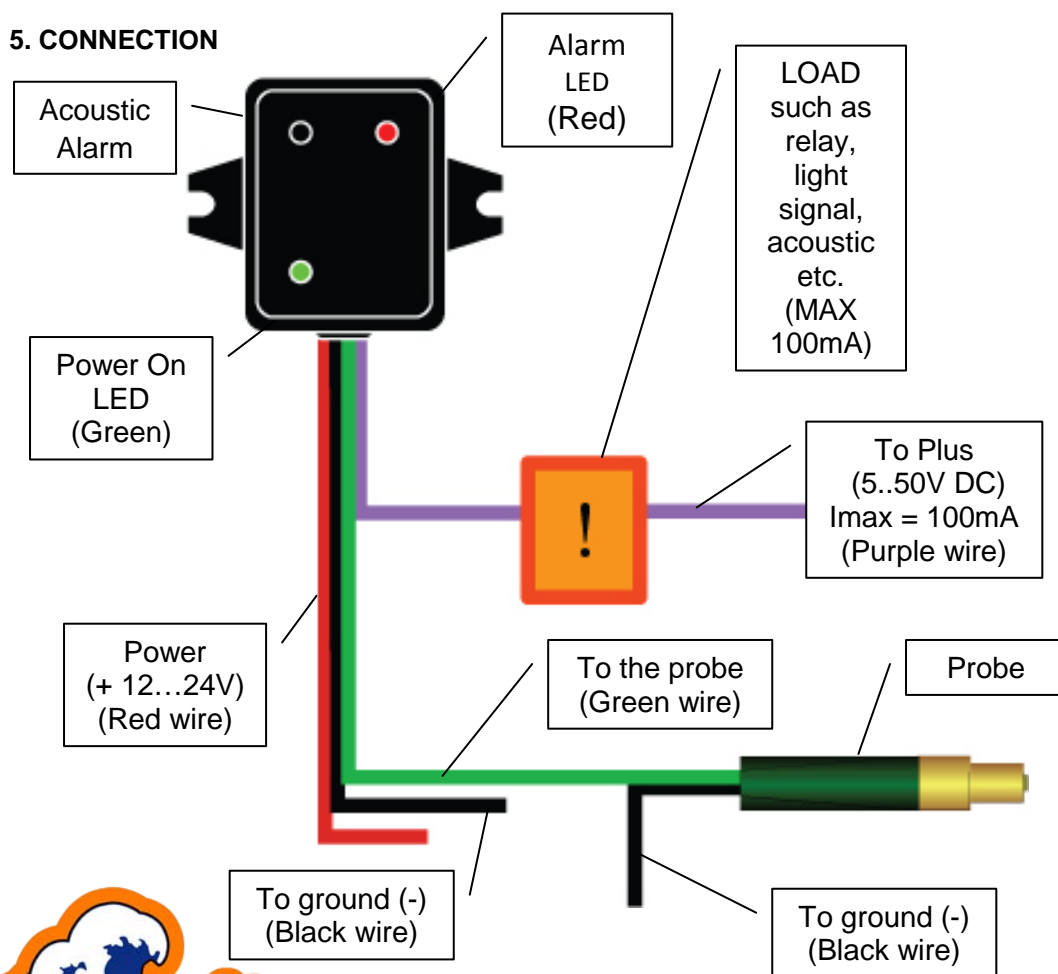 5. CONNECTION
Acoustic
Alarm
Alarm
LED
(Red)
LOAD
such as
relay,
light
signal,
acoustic
etc.
(MAX
100mA)
Power On
LED
(Green)
!
To Plus
(5..50V DC)
Imax = 100mA
(Purple wire)
Power
(+ 12…24V)
(Red wire)
To the probe
(Green wire)
Probe
To ground (-)
(Black wire)
To ground (-)
(Black wire)